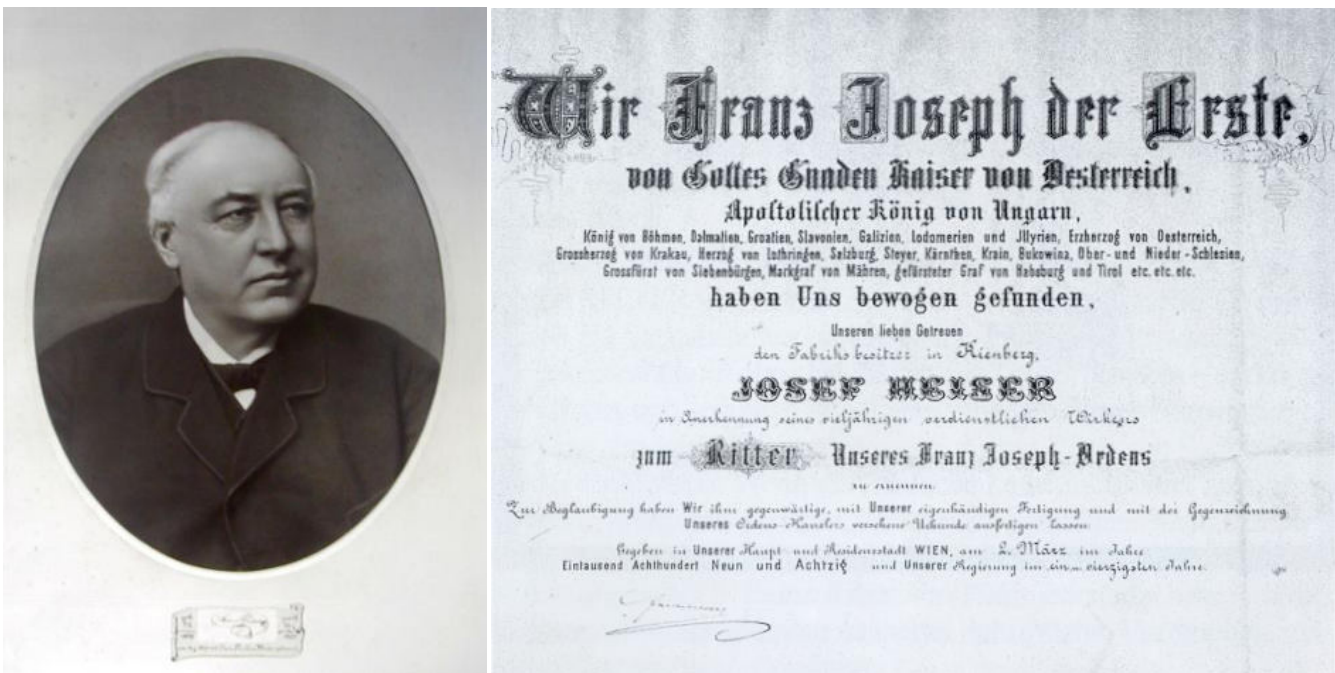 Wir Franz Joseph der Erste,
von Gottes Gnaden Kaiser von Oesterreich,
Apostolischer König von Ungarn,
König von Böhmen, Dalmatien, Croatien, Slavonien, Galizien, Lodomerien und Jllyrien, Erzherzog von Oesterreich,
Grossherzog von Krakau, Herzog von Lothringen, Salzburg, Steyer, Kärnthen, Krain, Bukowina, Ober- und Nieder-Schlesien,
Grossfürst von Siebenbürgen, Markgraf von Mähren, gefürsteter Graf von Habsburg und Tirol etc. etc. etc.
haben Uns bewogen gefunden,
Unseren lieben Getreuen
den Fabriksbesitzer in Kienberg,
JOSEF HEISER
in Anerkennung seines vieljährigen verdienstlichen Wirkens
zum Ritter Unseres Franz Joseph-Ordens
zu ernennen.
Zur Beglaubigung haben Wir ihm gegenwärtige, mit Unserer eigenhändigen Fertigung und mit der Gegenzeichnung
Unseres Ordens-Kanzlers versehene Urkunde ausfertigen lassen.
Gegeben in Unserer Haupt- und Residenzstadt WIEN, am 2. März im Jahre
Eintausend Achthundert Neun und Achtzig und Unserer Regierung im ein u. vierzigsten Jahre.